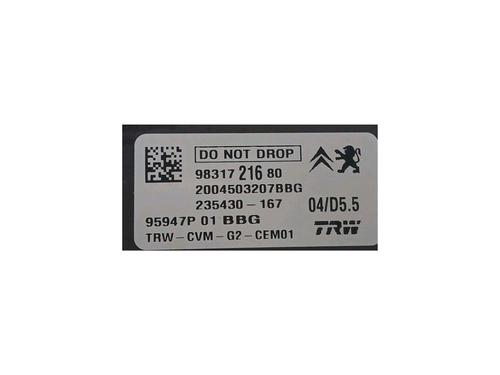 DO NOT DROP
98317 216 80
2004503207BBG
235430-167
04/D5.5
95947P 01 BBG
TRW-CVM-G2-CEM01
TRW